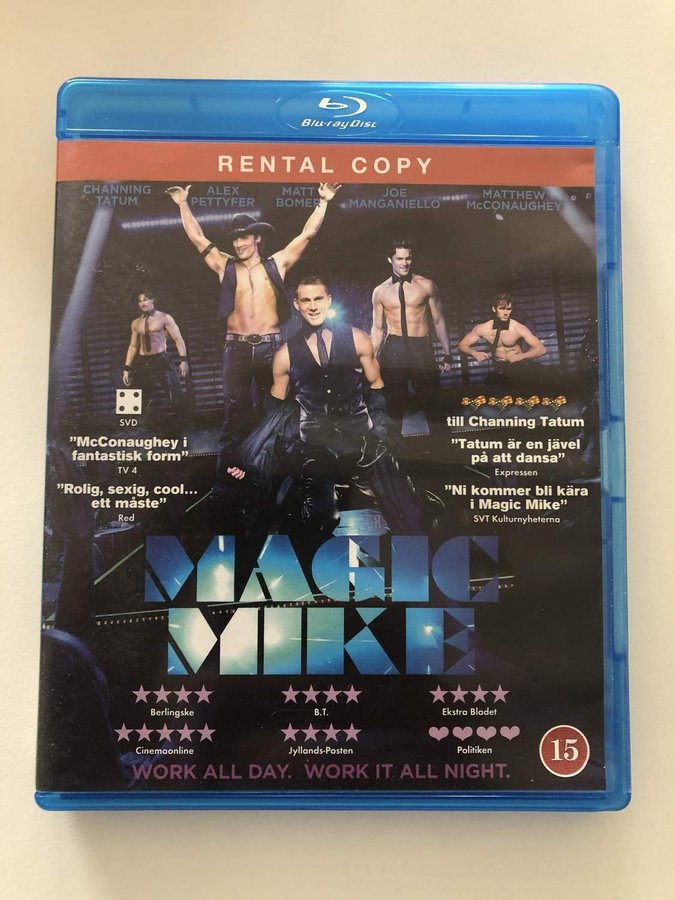 Blu-ray Disc
RENTAL COPY
CHANNING TATUM.
ALEX PETTYFER
MATT BOMER
JOE MANGANIELLO
MATTHEW McCONAUGHEY
SVD
"McConaughey i
fantastisk form"
TV 4
"Rolig, sexig, cool...
ett måste"
Red
till Channing Tatum
"Tatum är en jävel
på att dansa"
Expressen
"Ni kommer bli kära
i Magic Mike"
SVT Kulturnyheterna
MAGIC
MIKE
Berlingske
B.T.
Ekstra Bladet
Cinemaonline
Jyllands-Posten
Politiken
15
WORK ALL DAY. WORK IT ALL NIGHT.